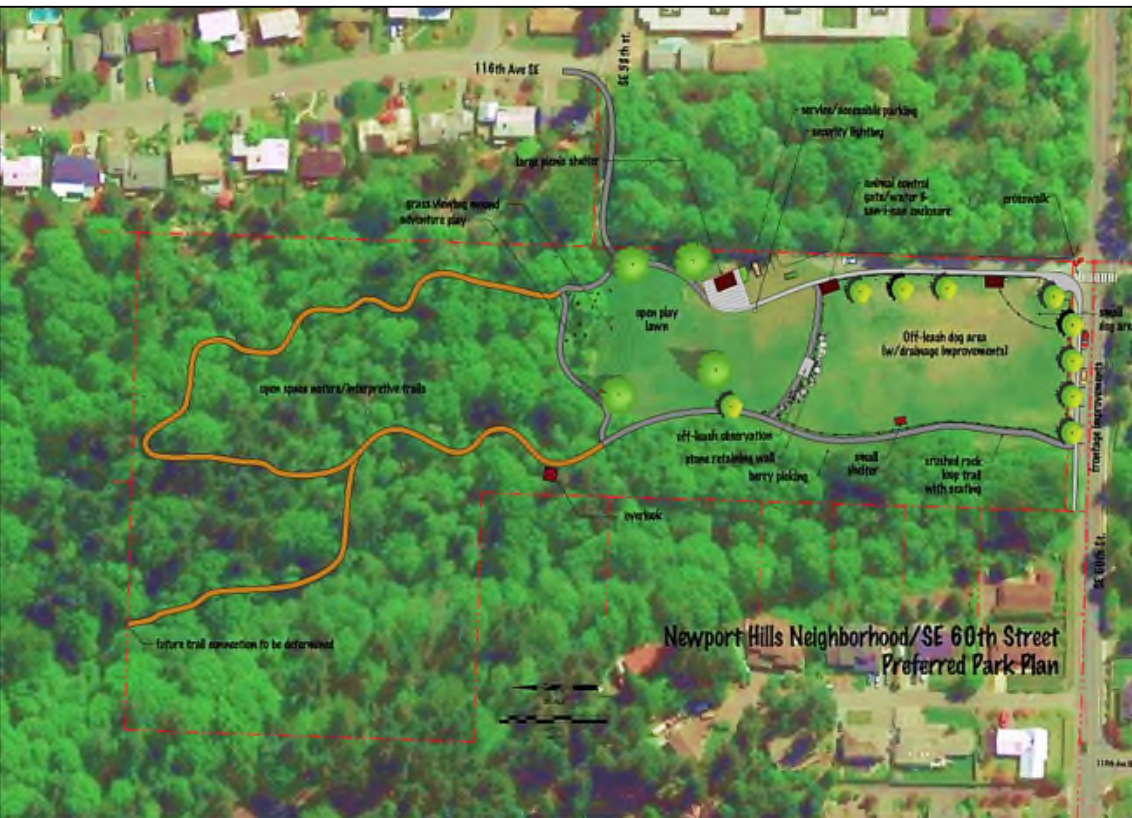 116th Ave SE
SE 58th St.
service/accessible parking
security lighting
large picnic shelter
animal control
gate/water &
san-i-can enclosure
crosswalk
grass viewing mound
adventure play
open play
lawn
small
dog area
Off-leash dog area
(w/drainage improvements)
open space nature/interpretive trails
frontage improvements
off-leash observation
stone retaining wall
berry picking
small
shelter
crushed rock
loop trail
with seating
overlook
SE 60th St.
future trail connection to be determined
Newport Hills Neighborhood/SE 60th Street
Preferred Park Plan